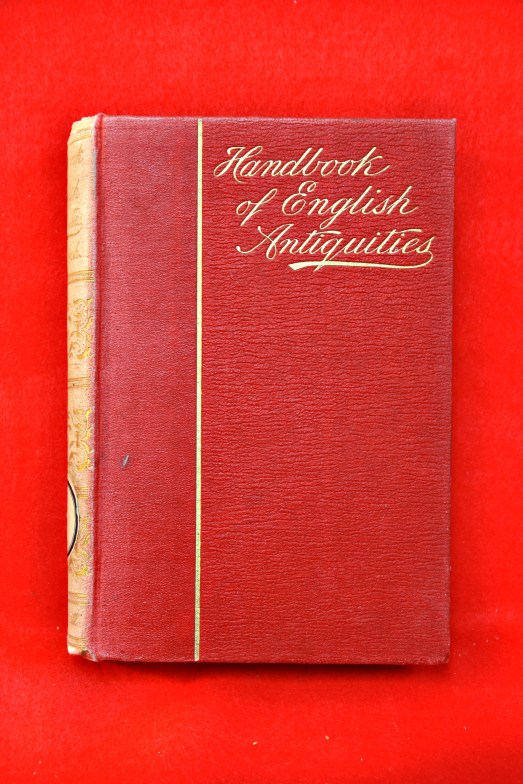 Handbook
of English
Antiquities